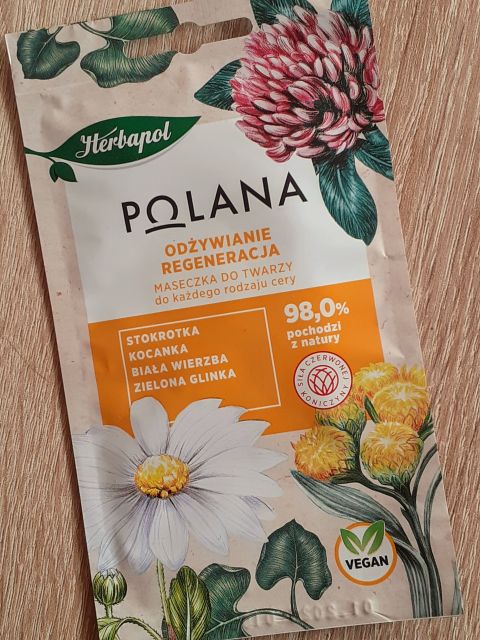 Herbapol
POLANA
ODŻYWIANIE
REGENERACJA
MASECZKA DO TWARZY
do każdego rodzaju cery
STOKROTKA
KOCANKA
BIAŁA WIERZBA
ZIELONA GLINKA
98,0%
pochodzi
z natury
SIŁA CZERWONEJ
KONICZYNY
VEGAN